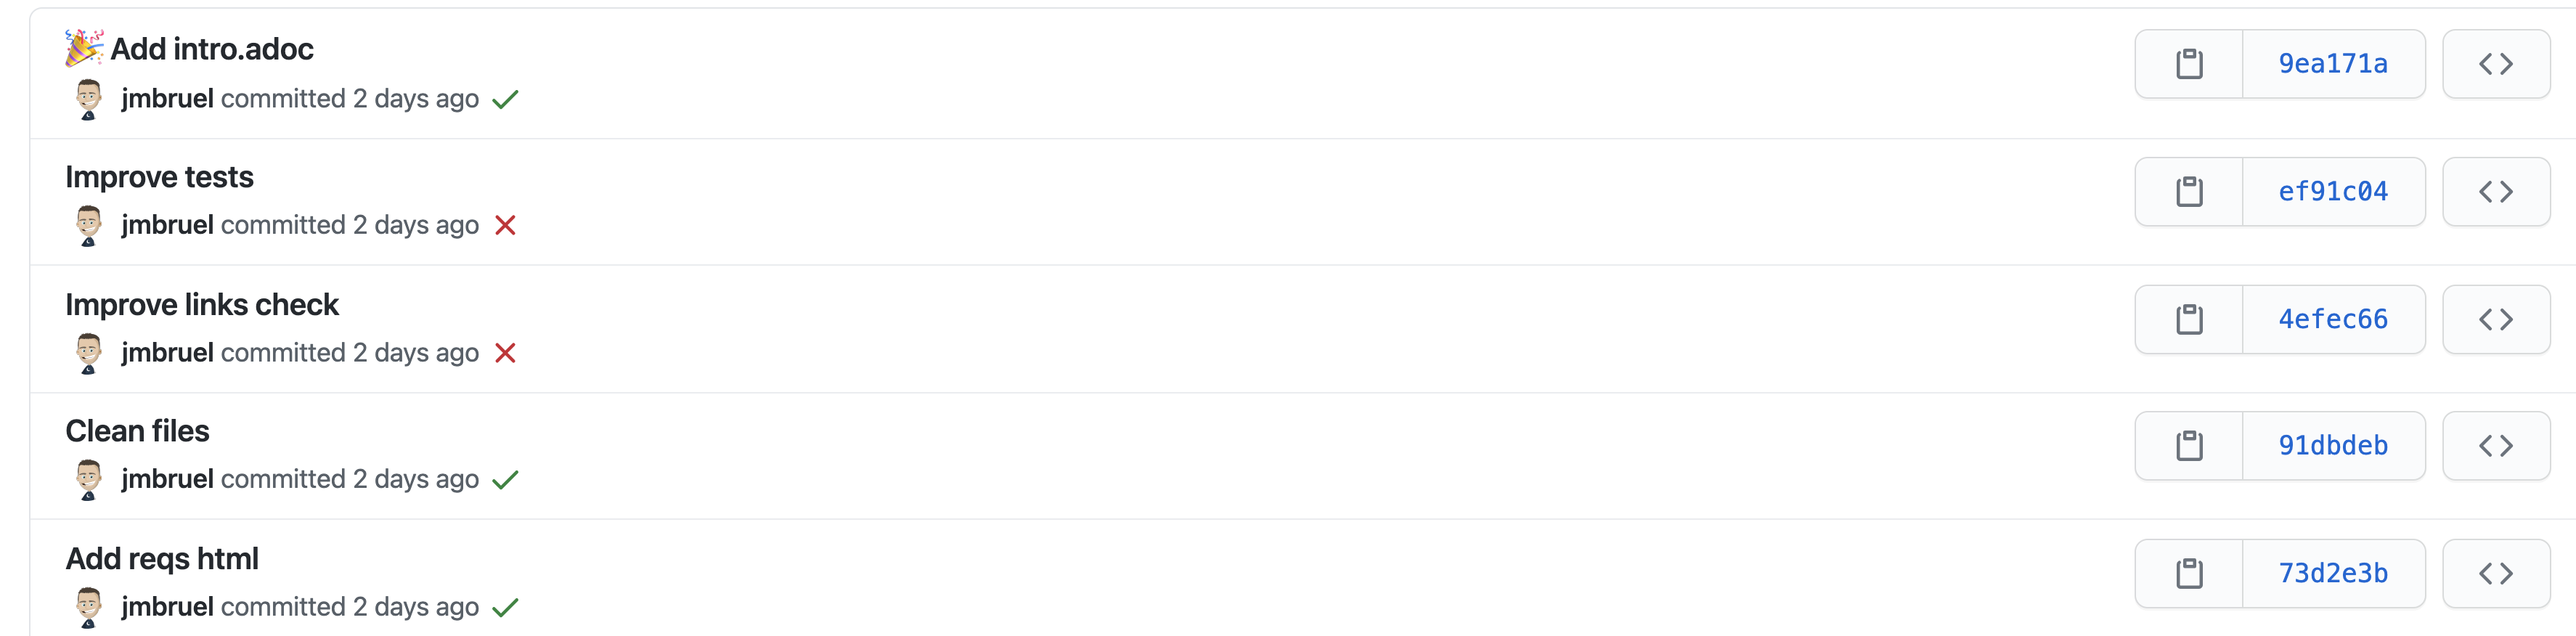 🎉 Add intro.adoc
9ea171a
jmbruel committed 2 days ago
Improve tests
ef91c04
jmbruel committed 2 days ago
Improve links check
4efec66
jmbruel committed 2 days ago
Clean files
91dbdeb
jmbruel committed 2 days ago
Add reqs html
73d2e3b
jmbruel committed 2 days ago